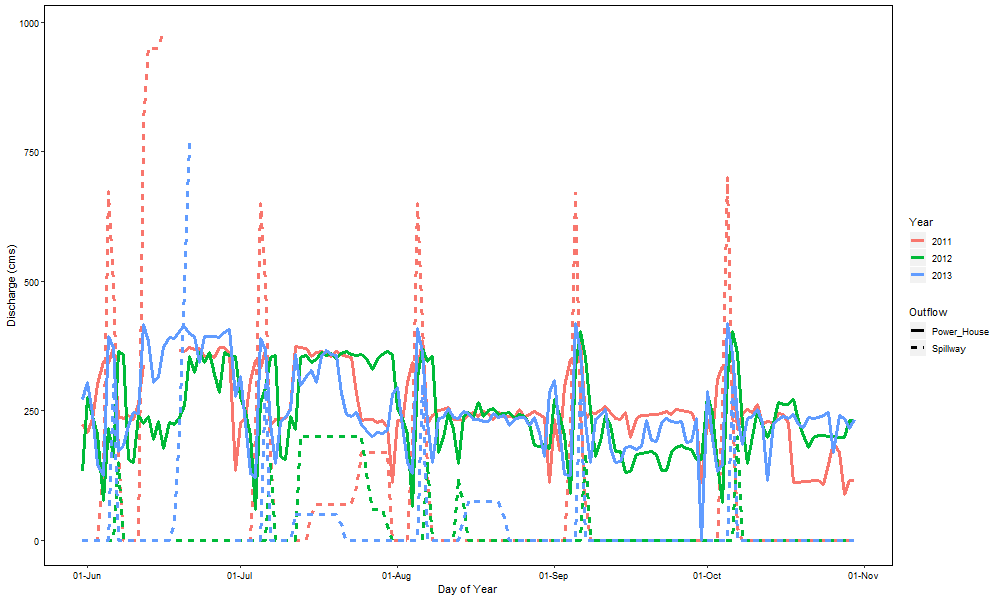 1000
750
500
250
0
Discharge (cms)
01-Jun
01-Jul
01-Aug
01-Sep
01-Oct
01-Nov
Day of Year
Year
2011
2012
2013
Outflow
Power_House
Spillway